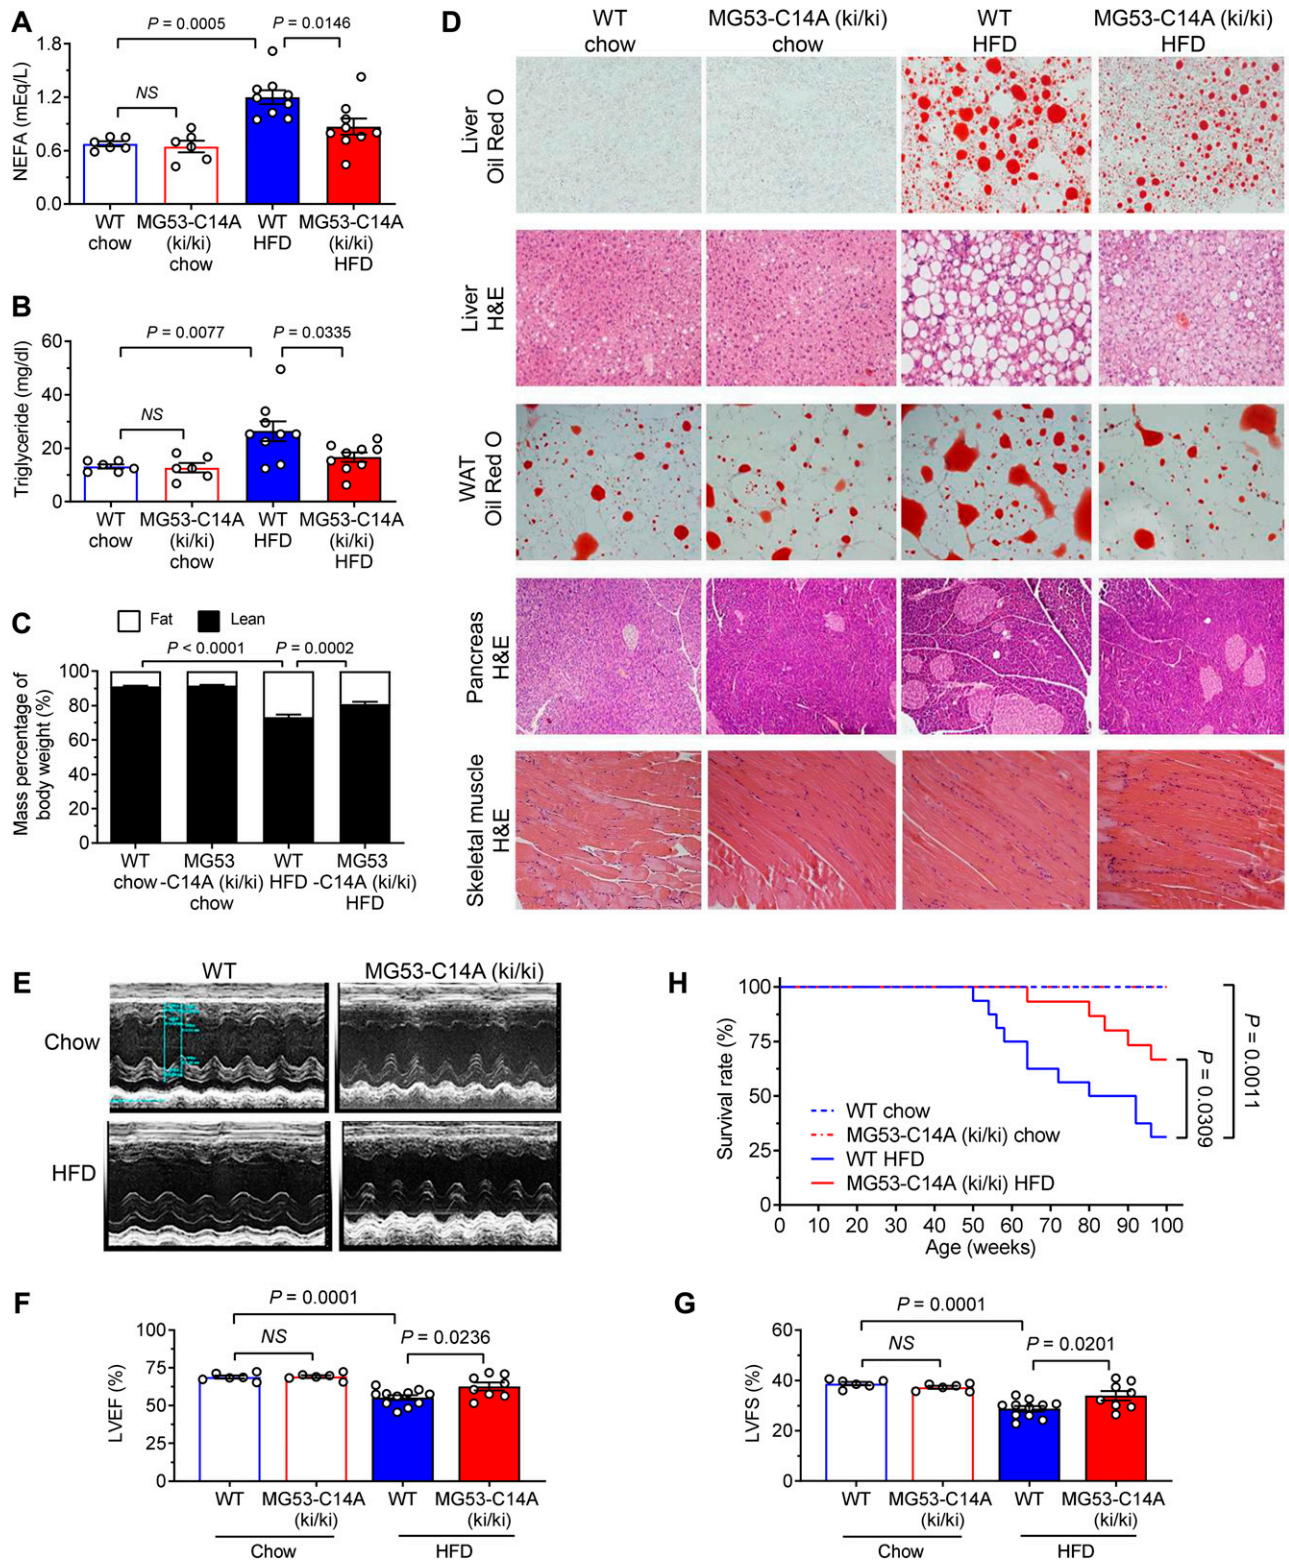 A
P = 0.0005
P = 0.0146
NS
NEFA (mEq/L)
1.8
1.2
0.6
0.0
WT
chow
MG53-C14A
(ki/ki)
chow
WT
HFD
MG53-C14A
(ki/ki)
HFD
B
P = 0.0077
P = 0.0335
NS
Triglyceride (mg/dl)
60
40
20
0
WT
chow
MG53-C14A
(ki/ki)
chow
WT
HFD
MG53-C14A
(ki/ki)
HFD
C
Fat
Lean
P < 0.0001
P = 0.0002
Mass percentage of
body weight (%)
100
80
60
40
20
0
WT
chow
MG53
-C14A (ki/ki)
chow
WT
HFD
MG53
-C14A (ki/ki)
HFD
D
WT
chow
MG53-C14A (ki/ki)
chow
WT
HFD
MG53-C14A (ki/ki)
HFD
Liver
Oil Red O
Liver
H&E
WAT
Oil Red O
Pancreas
H&E
Skeletal muscle
H&E
E
WT
MG53-C14A (ki/ki)
Chow
HFD
H
Survival rate (%)
100
75
50
25
0
WT chow
MG53-C14A (ki/ki) chow
WT HFD
MG53-C14A (ki/ki) HFD
P = 0.0309
P = 0.0011
0 10 20 30 40 50 60 70 80 90 100
Age (weeks)
F
P = 0.0001
NS
P = 0.0236
LVEF (%)
100
75
50
25
0
WT
MG53-C14A
(ki/ki)
WT
MG53-C14A
(ki/ki)
Chow
HFD
G
P = 0.0001
NS
P = 0.0201
LVFS (%)
60
40
20
0
WT
MG53-C14A
(ki/ki)
WT
MG53-C14A
(ki/ki)
Chow
HFD